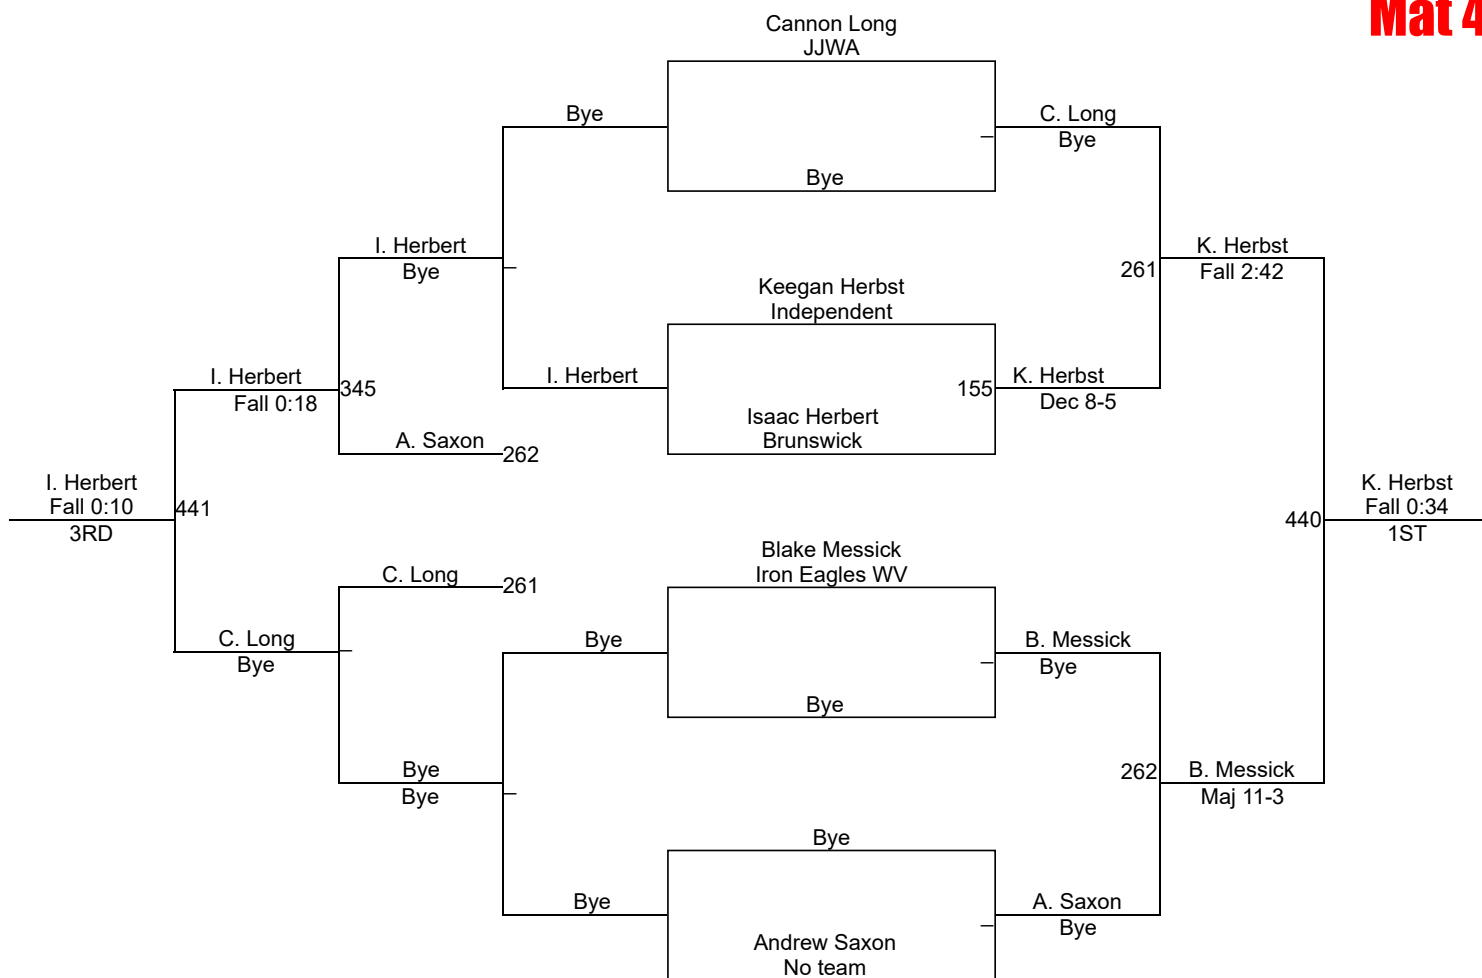 Mat 4
Cannon Long
JJWA
Bye
C. Long
Bye
Bye
I. Herbert
Bye
K. Herbst
261
Fall 2:42
Keegan Herbst
Independent
I. Herbert
345
Fall 0:18
I. Herbert
155
K. Herbst
Dec 8-5
Isaac Herbert
Brunswick
A. Saxon
262
I. Herbert
Fall 0:10
441
3RD
K. Herbst
Fall 0:34
440
1ST
Blake Messick
Iron Eagles WV
C. Long
261
C. Long
Bye
Bye
B. Messick
Bye
Bye
Bye
Bye
262
B. Messick
Maj 11-3
Bye
Bye
A. Saxon
Bye
Andrew Saxon
No team